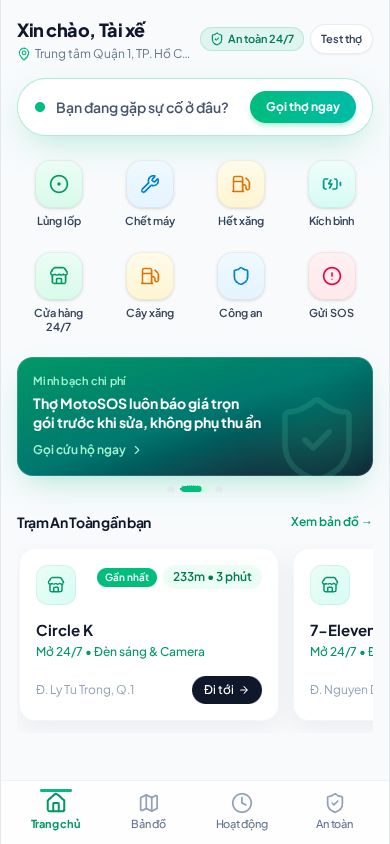 Xin chào, Tài xế
Trung tâm Quận 1, TP. Hồ C...
An toàn 24/7
Test thợ
Bạn đang gặp sự cố ở đâu?
Gọi thợ ngay
Lủng lốp
Chết máy
Hết xăng
Kích bình
Cửa hàng 24/7
Cây xăng
Công an
Gửi SOS
Minh bạch chi phí
Thợ MotoSOS luôn báo giá trọn
gói trước khi sửa, không phụ thu ẩn
Gọi cứu hộ ngay
Trạm An Toàn gần bạn
Xem bản đồ →
Gần nhất
233m • 3 phút
Circle K
Mở 24/7 • Đèn sáng & Camera
Đ. Ly Tu Trong, Q.1
Đi tới →
7-Eleven
Mở 24/7 •
Đ. Nguyen
Trang chủ
Bản đồ
Hoạt động
An toàn